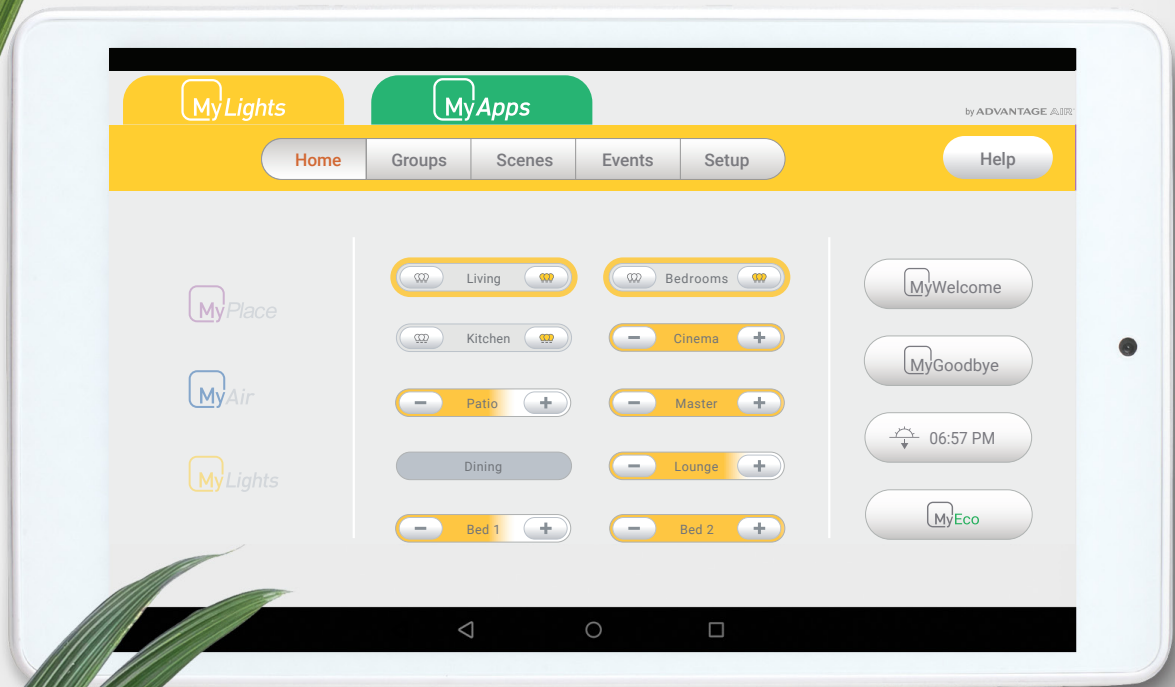 MyLights
MyApps
by ADVANTAGE AIR
Home
Groups
Scenes
Events
Setup
Help
MyPlace
MyAir
MyLights
Living
Bedrooms
Kitchen
Cinema
Patio
Master
Dining
Lounge
Bed 1
Bed 2
MyWelcome
MyGoodbye
06:57 PM
MyEco